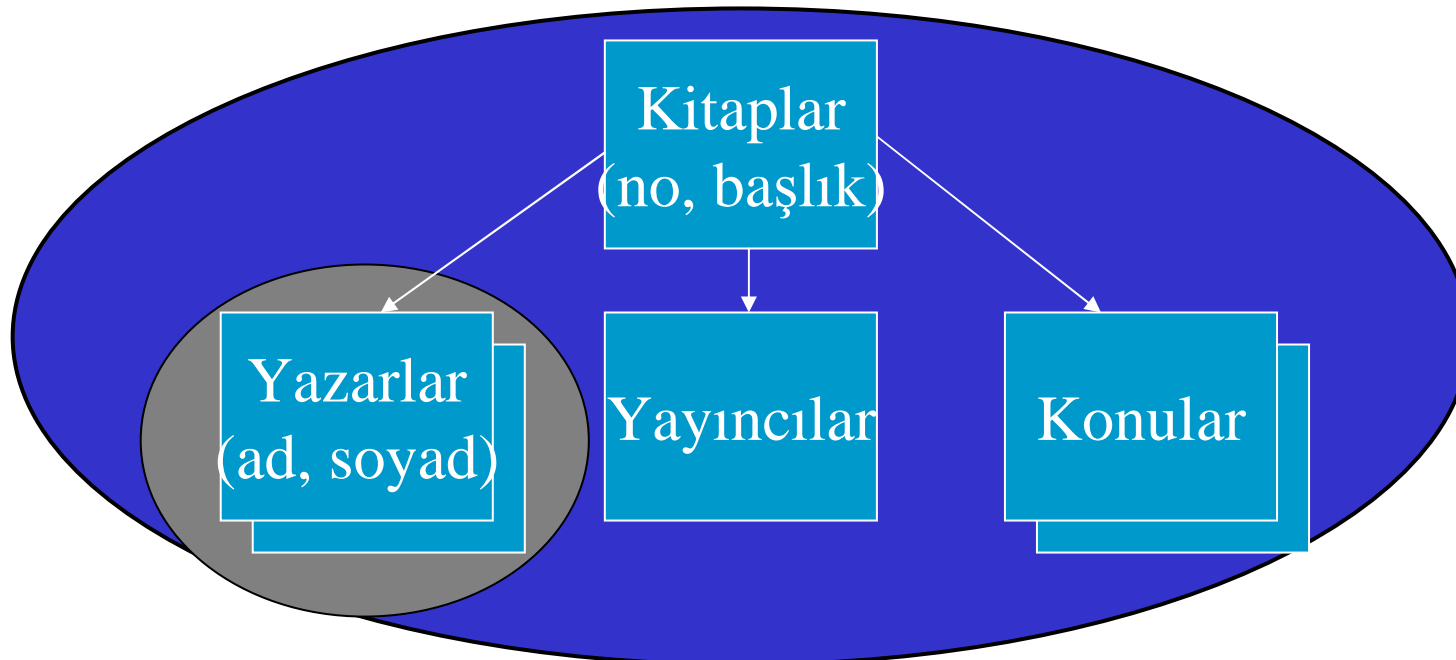 Kitaplar
(no, başlık)
Yazarlar
(ad, soyad)
Yayıncılar
Konular